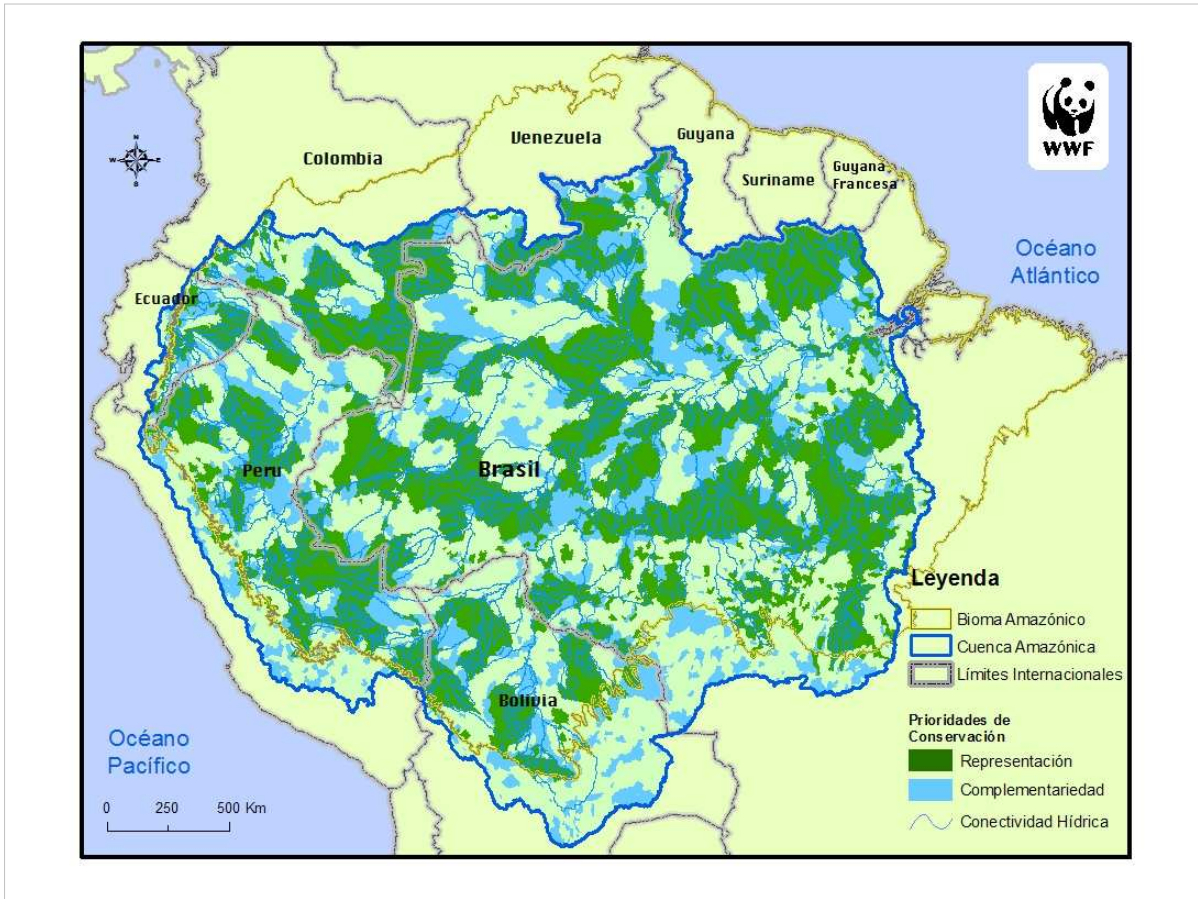 WWF
Venezuela
Guyana
Colombia
Suriname
Guyana
Francesa
Océano
Atlántico
Ecuador
N
W
E
S
Peru
Brasil
Bolivia
Océano
Pacífico
0 250 500 Km
Leyenda
Bioma Amazónico
Cuenca Amazónica
Límites Internacionales
Prioridades de
Conservación
Representación
Complementariedad
Conectividad Hídrica